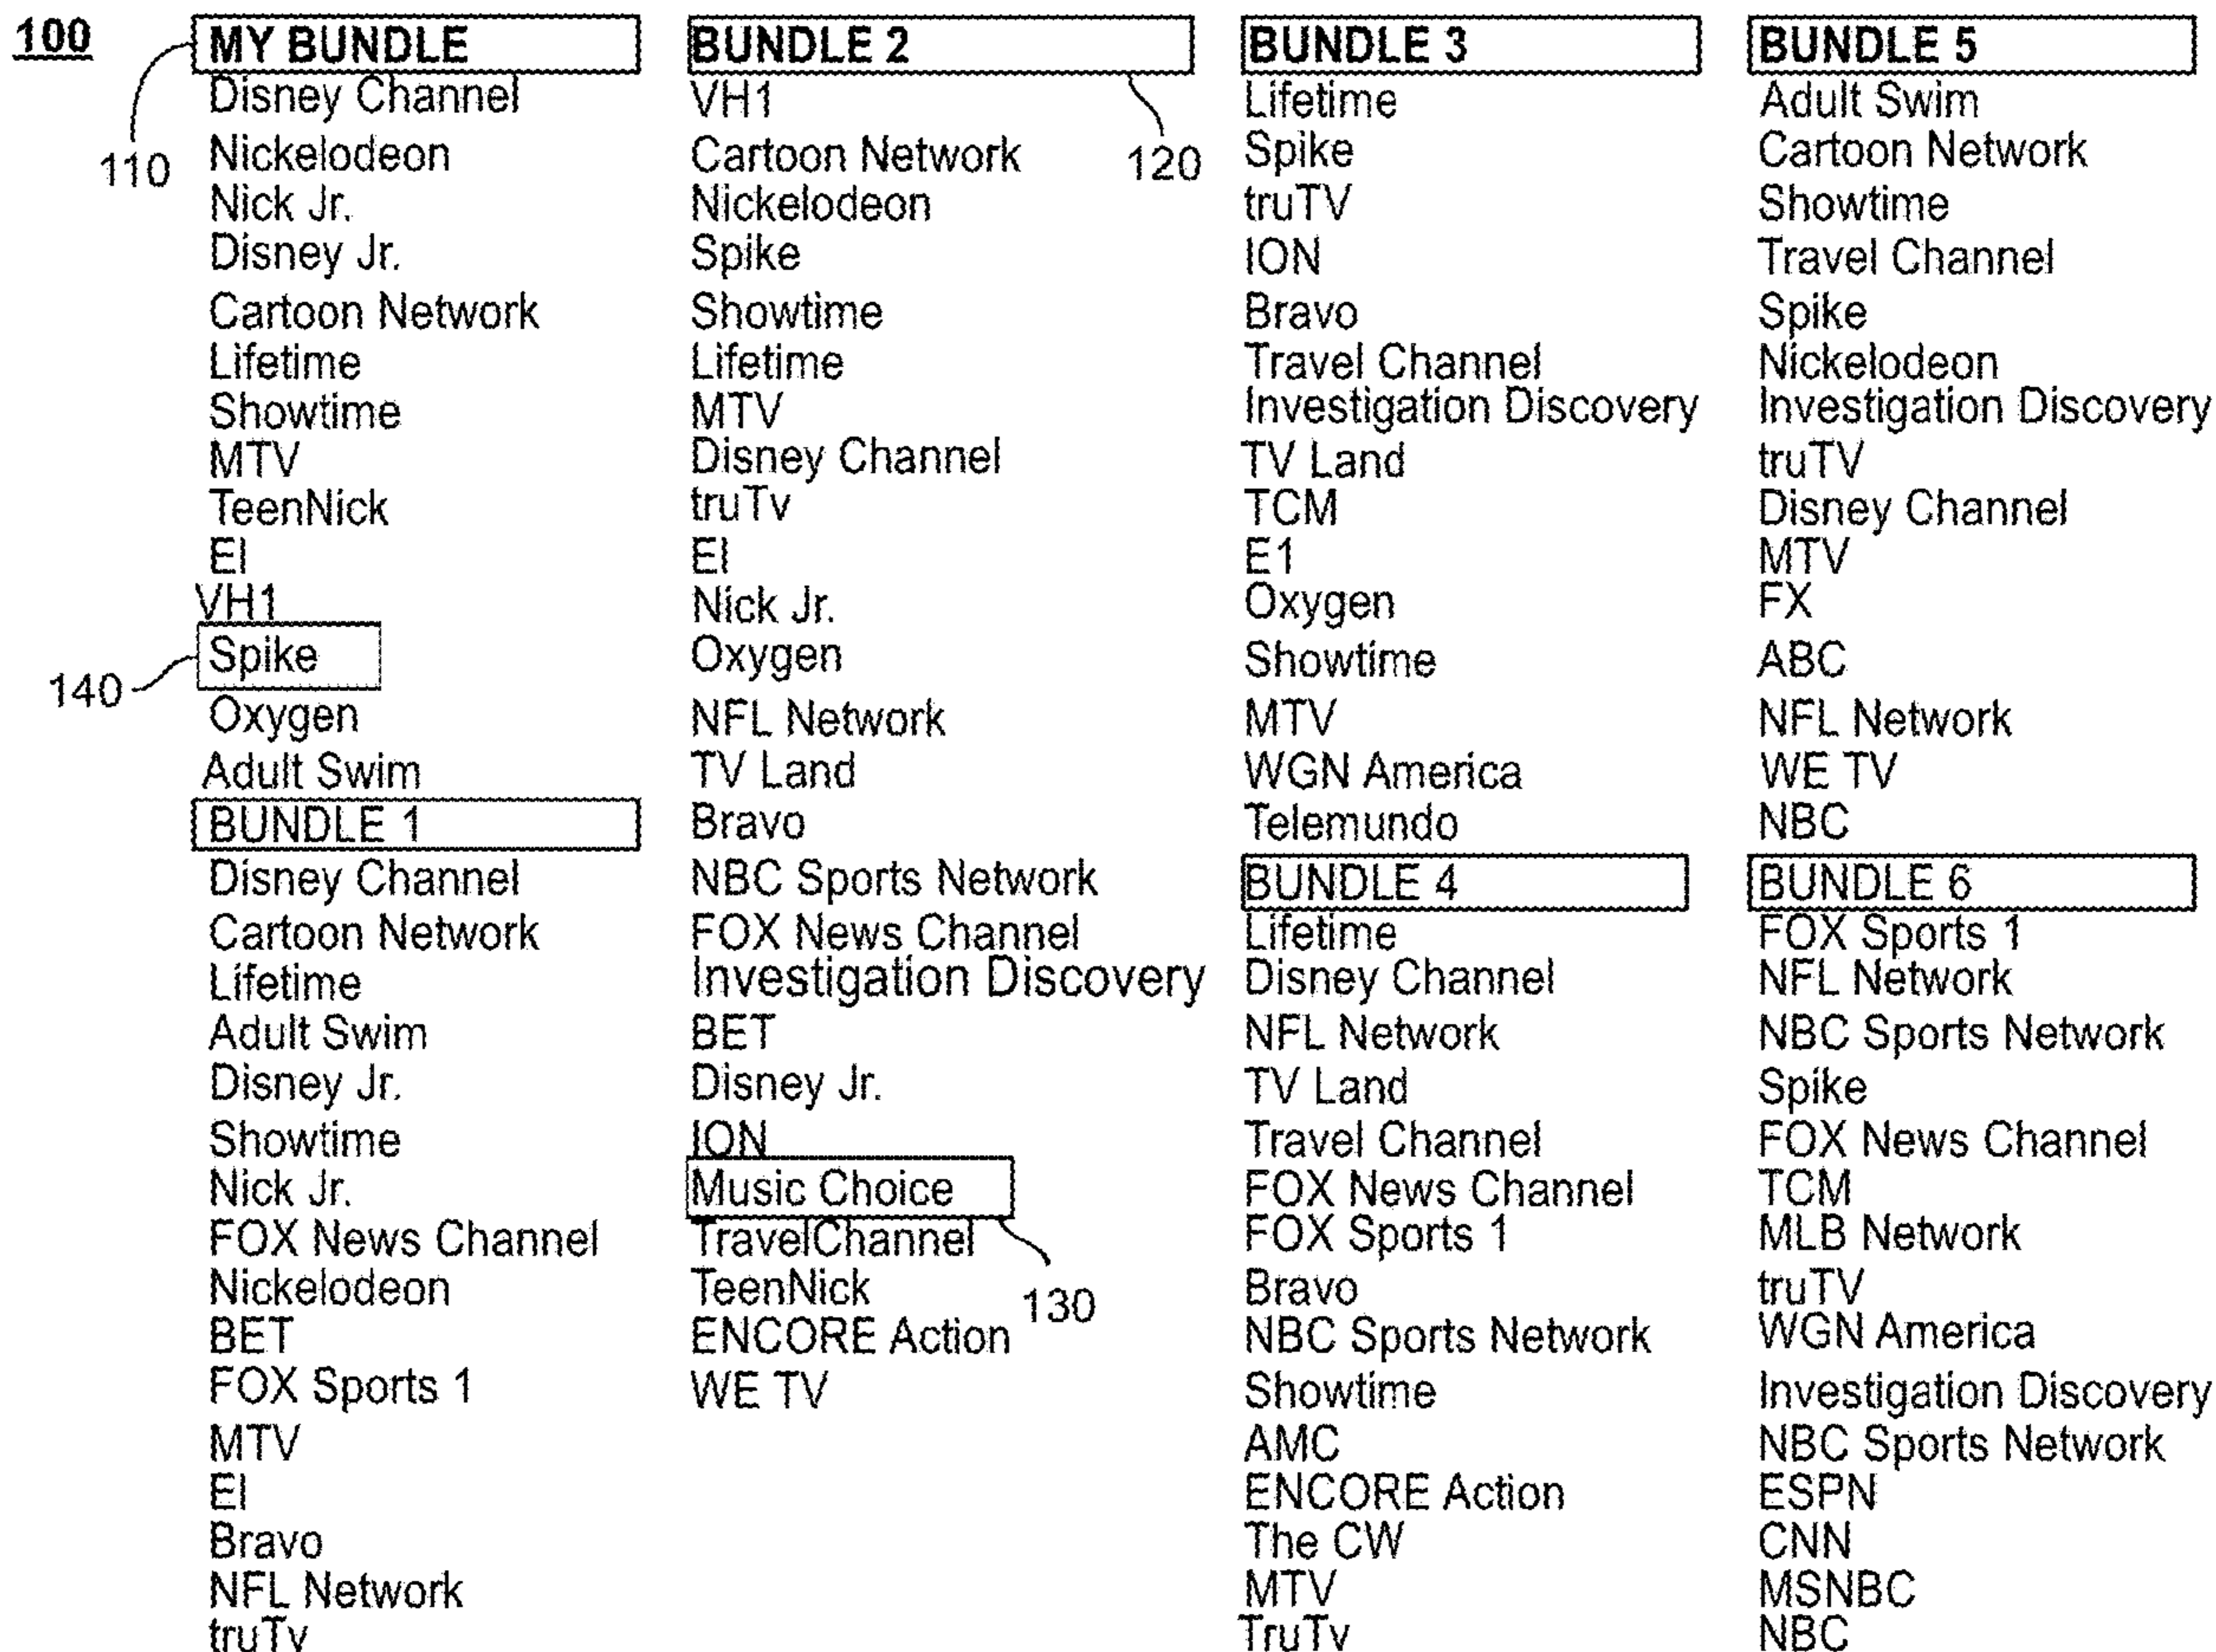 100
MY BUNDLE
Disney Channel
110
Nickelodeon
Nick Jr.
Disney Jr.
Cartoon Network
Lifetime
Showtime
MTV
TeenNick
EI
VH1
Spike
140
Oxygen
Adult Swim
BUNDLE 1
Disney Channel
Cartoon Network
Lifetime
Adult Swim
Disney Jr.
Showtime
Nick Jr.
FOX News Channel
Nickelodeon
BET
FOX Sports 1
MTV
EI
Bravo
NFL Network
truTv
BUNDLE 2
VH1
Cartoon Network
120
Nickelodeon
Spike
Showtime
Lifetime
MTV
Disney Channel
truTv
EI
Nick Jr.
Oxygen
NFL Network
TV Land
Bravo
NBC Sports Network
FOX News Channel
Investigation Discovery
BET
Disney Jr.
ION
Music Choice
TravelChannel
TeenNick
130
ENCORE Action
WE TV
BUNDLE 3
Lifetime
Spike
truTV
ION
Bravo
Travel Channel
Investigation Discovery
TV Land
TCM
E1
Oxygen
Showtime
MTV
WGN America
Telemundo
BUNDLE 4
Lifetime
Disney Channel
NFL Network
TV Land
Travel Channel
FOX News Channel
FOX Sports 1
Bravo
NBC Sports Network
Showtime
AMC
ENCORE Action
The CW
MTV
TruTv
BUNDLE 5
Adult Swim
Cartoon Network
Showtime
Travel Channel
Spike
Nickelodeon
Investigation Discovery
truTV
Disney Channel
MTV
FX
ABC
NFL Network
WE TV
NBC
BUNDLE 6
FOX Sports 1
NFL Network
NBC Sports Network
Spike
FOX News Channel
TCM
MLB Network
truTV
WGN America
Investigation Discovery
NBC Sports Network
ESPN
CNN
MSNBC
NBC